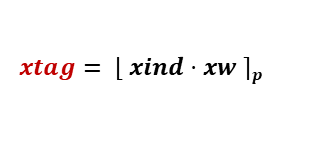 xtag = ⌊ xind · xw ⌉p